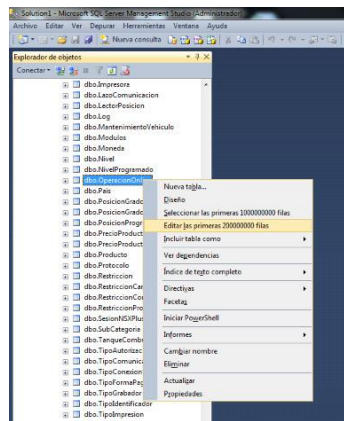 Solution1 - Microsoft SQL Server Management Studio (Administrador)
Archivo Editar Ver Depurar Herramientas Ventana Ayuda
Nueva consulta
Explorador de objetos
Conectar
dbo.Impresora
dbo.LazoComunicacion
dbo.LectorPosicion
dbo.Log
dbo.MantenimientoVehiculo
dbo.Modulos
dbo.Moneda
dbo.Nivel
dbo.NivelProgramado
dbo.OperacionOnline
dbo.Pais
dbo.PosicionGrado
dbo.PosicionGrado
dbo.PosicionProgr
dbo.PrecioProduct
dbo.PrecioProduct
dbo.Producto
dbo.Protocolo
dbo.Restriccion
dbo.RestriccionCar
dbo.RestriccionCor
dbo.RestriccionPro
dbo.SesionNSXPlu
dbo.SubCategoria
dbo.TanqueCombu
dbo.TipoAutorizac
dbo.TipoComunica
dbo.TipoConexion
dbo.TipoFormaPag
dbo.TipoGrabador
dbo.TipoIdentificador
dbo.TipoImpresion
Nueva tabla...
Diseño
Seleccionar las primeras 1000000000 filas
Editar las primeras 200000000 filas
Incluir tabla como
Ver dependencias
Índice de texto completo
Directivas
Facetas
Iniciar PowerShell
Informes
Cambiar nombre
Eliminar
Actualizar
Propiedades